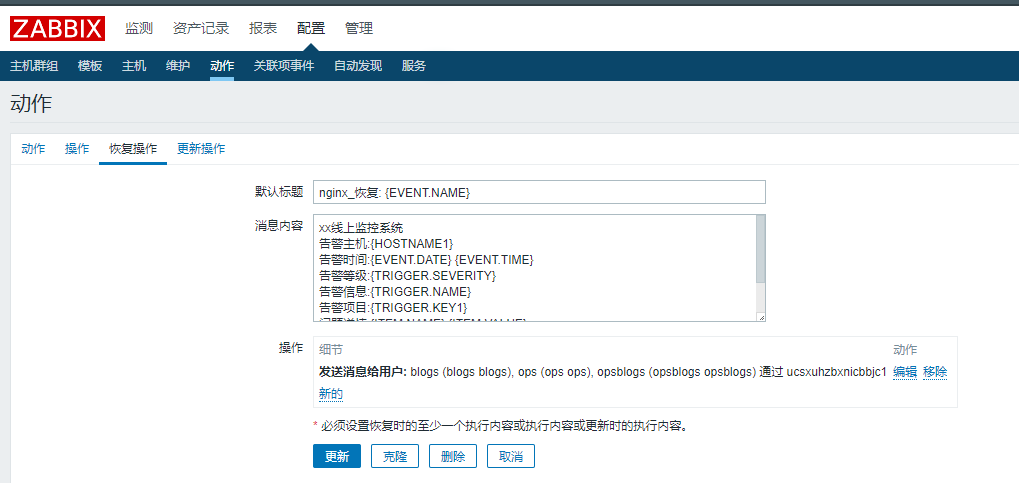 ZABBIX 监测 资产记录 报表 配置 管理
主机群组 模板 主机 维护 动作 关联项事件 自动发现 服务
动作
动作 操作 恢复操作 更新操作
默认标题 nginx_恢复: {EVENT.NAME}
消息内容 xx线上监控系统
告警主机:{HOSTNAME1}
告警时间:{EVENT.DATE} {EVENT.TIME}
告警等级:{TRIGGER.SEVERITY}
告警信息:{TRIGGER.NAME}
告警项目:{TRIGGER.KEY1}
问题详情:{ITEM.NAME}:{ITEM.VALUE}
操作 细节 动作
发送消息给用户: blogs (blogs blogs), ops (ops ops), opsblogs (opsblogs opsblogs) 通过 ucsxuhzbxnicbbjc1 编辑 移除
新的
* 必须设置恢复时的至少一个执行内容或执行内容或更新时的执行内容。
更新 克隆 删除 取消